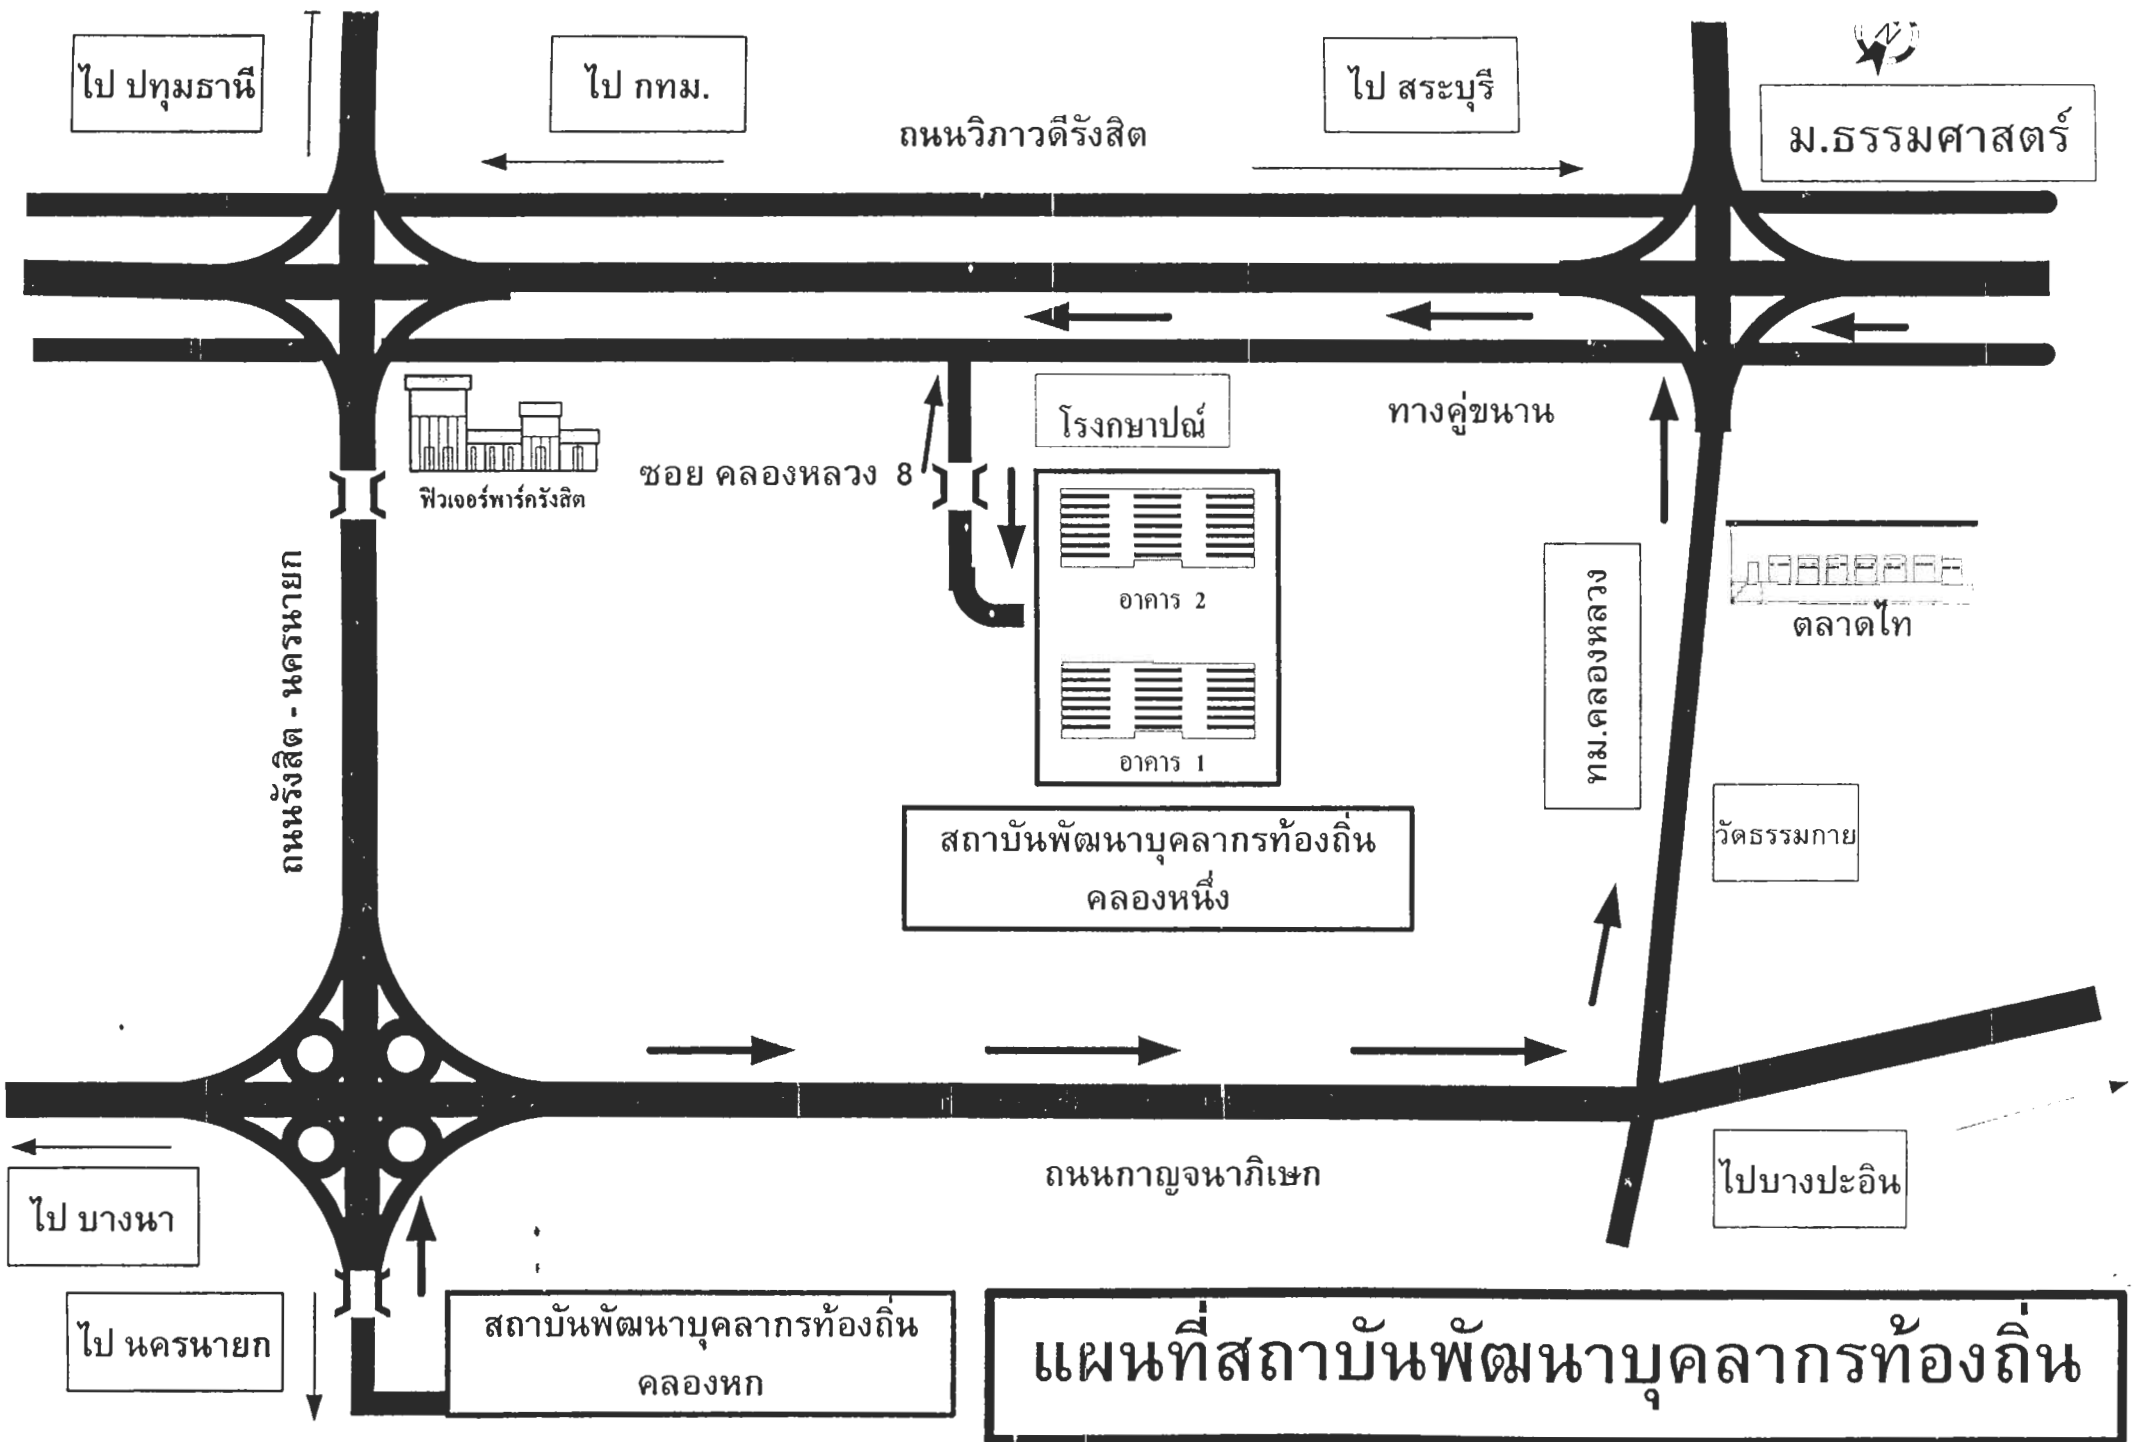 ไป ปทุมธานี
ไป กทม.
ไป สระบุรี
N
ถนนวิภาวดีรังสิต
ม.ธรรมศาสตร์
โรงกษาปณ์
ทางคู่ขนาน
ซอย คลองหลวง 8
ฟิวเจอร์พาร์ครังสิต
ถนนรังสิต - นครนายก
อาคาร 2
อาคาร 1
ทม.คลองหลวง
ตลาดไท
สถาบันพัฒนาบุคลากรท้องถิ่น
คลองหนึ่ง
วัดธรรมกาย
ถนนกาญจนาภิเษก
ไปบางปะอิน
ไป บางนา
ไป นครนายก
สถาบันพัฒนาบุคลากรท้องถิ่น
คลองหก
แผนที่สถาบันพัฒนาบุคลากรท้องถิ่น